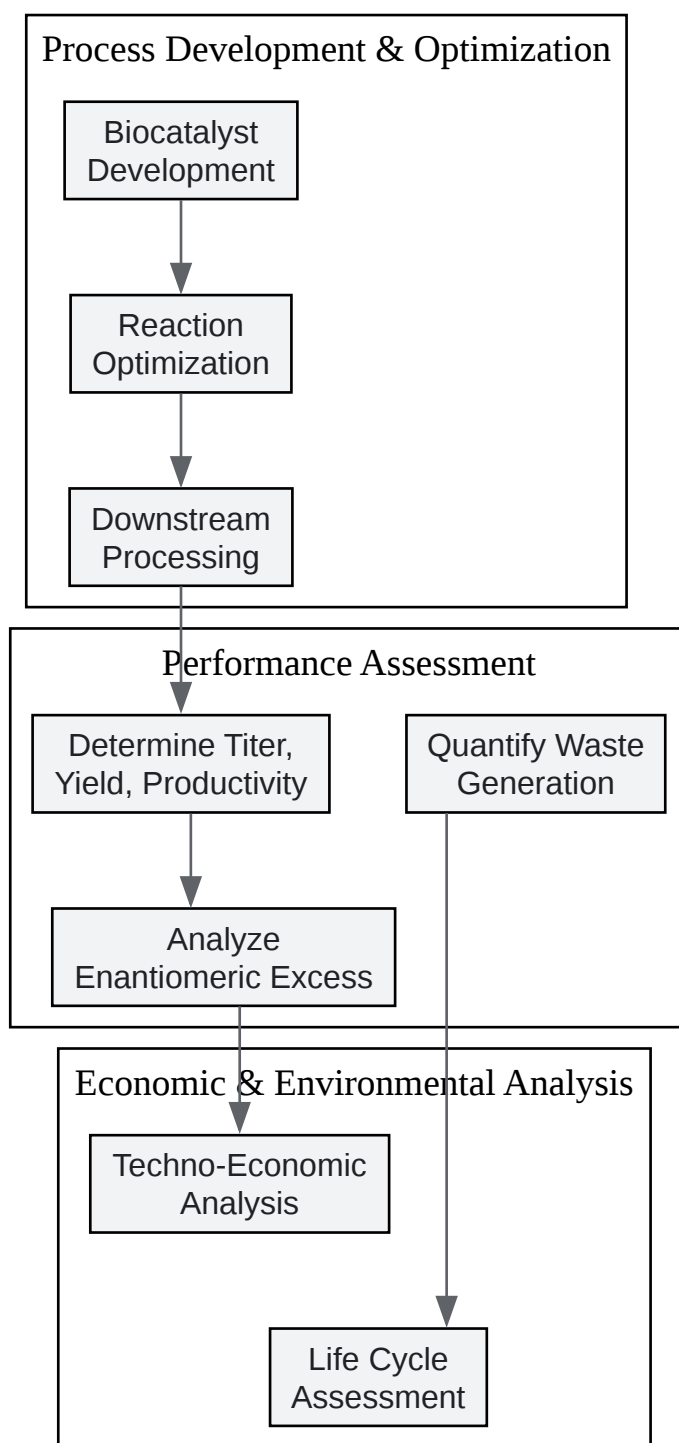 Process Development & Optimization
Biocatalyst
Development
Reaction
Optimization
Downstream
Processing
Performance Assessment
Determine Titer,
Yield, Productivity
Quantify Waste
Generation
Analyze
Enantiomeric Excess
Economic & Environmental Analysis
Techno-Economic
Analysis
Life Cycle
Assessment